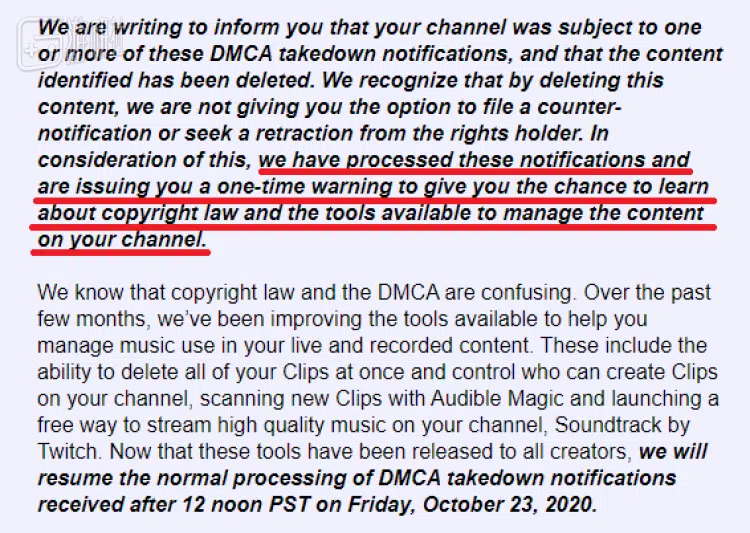 We are writing to inform you that your channel was subject to one
or more of these DMCA takedown notifications, and that the content
identified has been deleted. We recognize that by deleting this
content, we are not giving you the option to file a counter-
notification or seek a retraction from the rights holder. In
consideration of this, we have processed these notifications and
are issuing you a one-time warning to give you the chance to learn
about copyright law and the tools available to manage the content
on your channel.
We know that copyright law and the DMCA are confusing. Over the past
few months, we've been improving the tools available to help you
manage music use in your live and recorded content. These include the
ability to delete all of your Clips at once and control who can create Clips
on your channel, scanning new Clips with Audible Magic and launching a
free way to stream high quality music on your channel, Soundtrack by
Twitch. Now that these tools have been released to all creators, we will
resume the normal processing of DMCA takedown notifications
received after 12 noon PST on Friday, October 23, 2020.